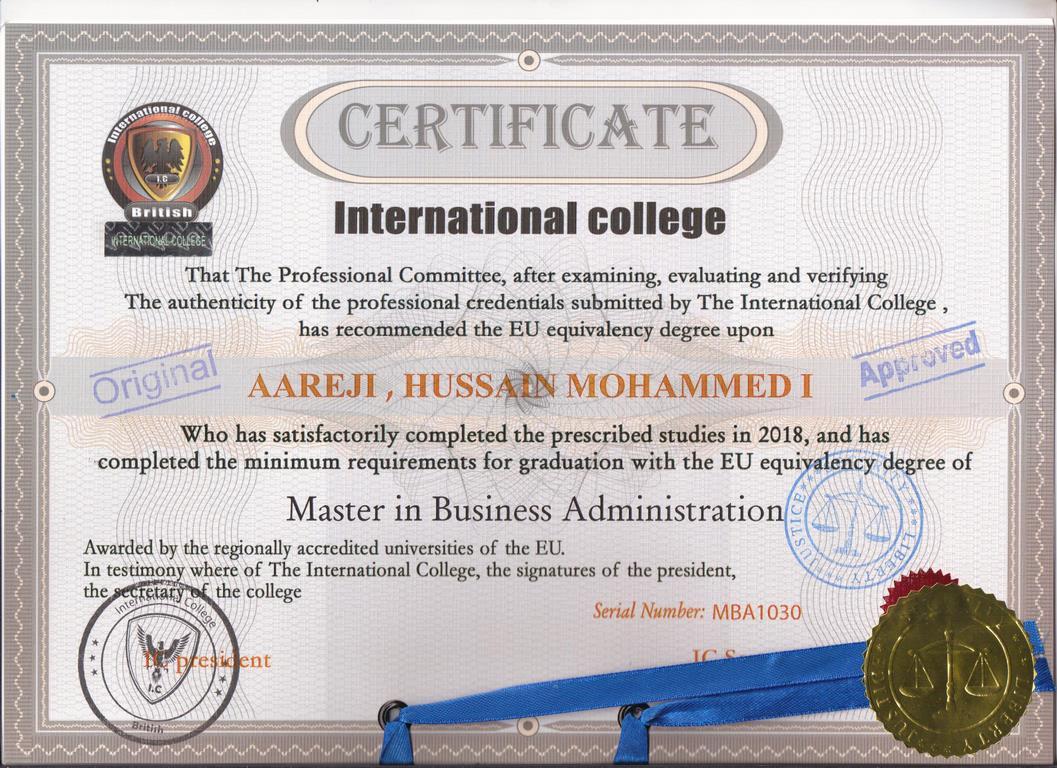 CERTIFICATE
International college
I.C
British
INTERNATIONAL COLLEGE
International college
That The Professional Committee, after examining, evaluating and verifying
The authenticity of the professional credentials submitted by The International College ,
has recommended the EU equivalency degree upon
Original
Approved
AAREJI , HUSSAIN MOHAMMED I
Who has satisfactorily completed the prescribed studies in 2018, and has
completed the minimum requirements for graduation with the EU equivalency degree of
Master in Business Administration
JUSTICE LIBERTY
Awarded by the regionally accredited universities of the EU.
In testimony where of The International College, the signatures of the president,
the secretary of the college
Serial Number: MBA1030
International College
IC president
I.C
British
LIBERTY